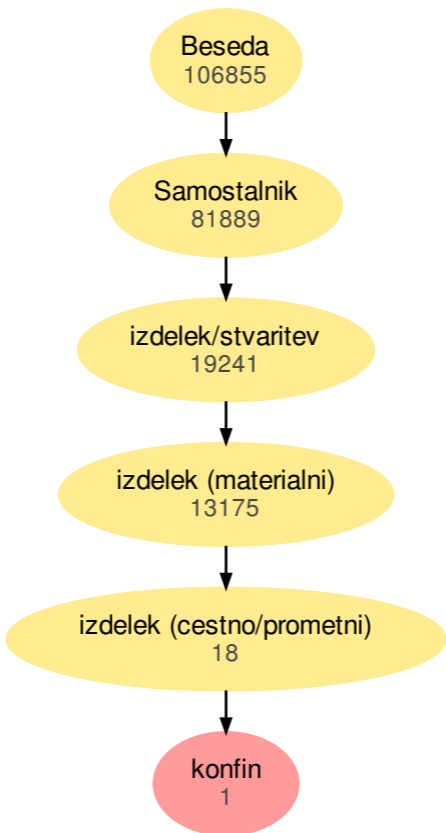 Beseda
106855
Samostalnik
81889
izdelek/stvaritev
19241
izdelek (materialni)
13175
izdelek (cestno/prometni)
18
konfin
1